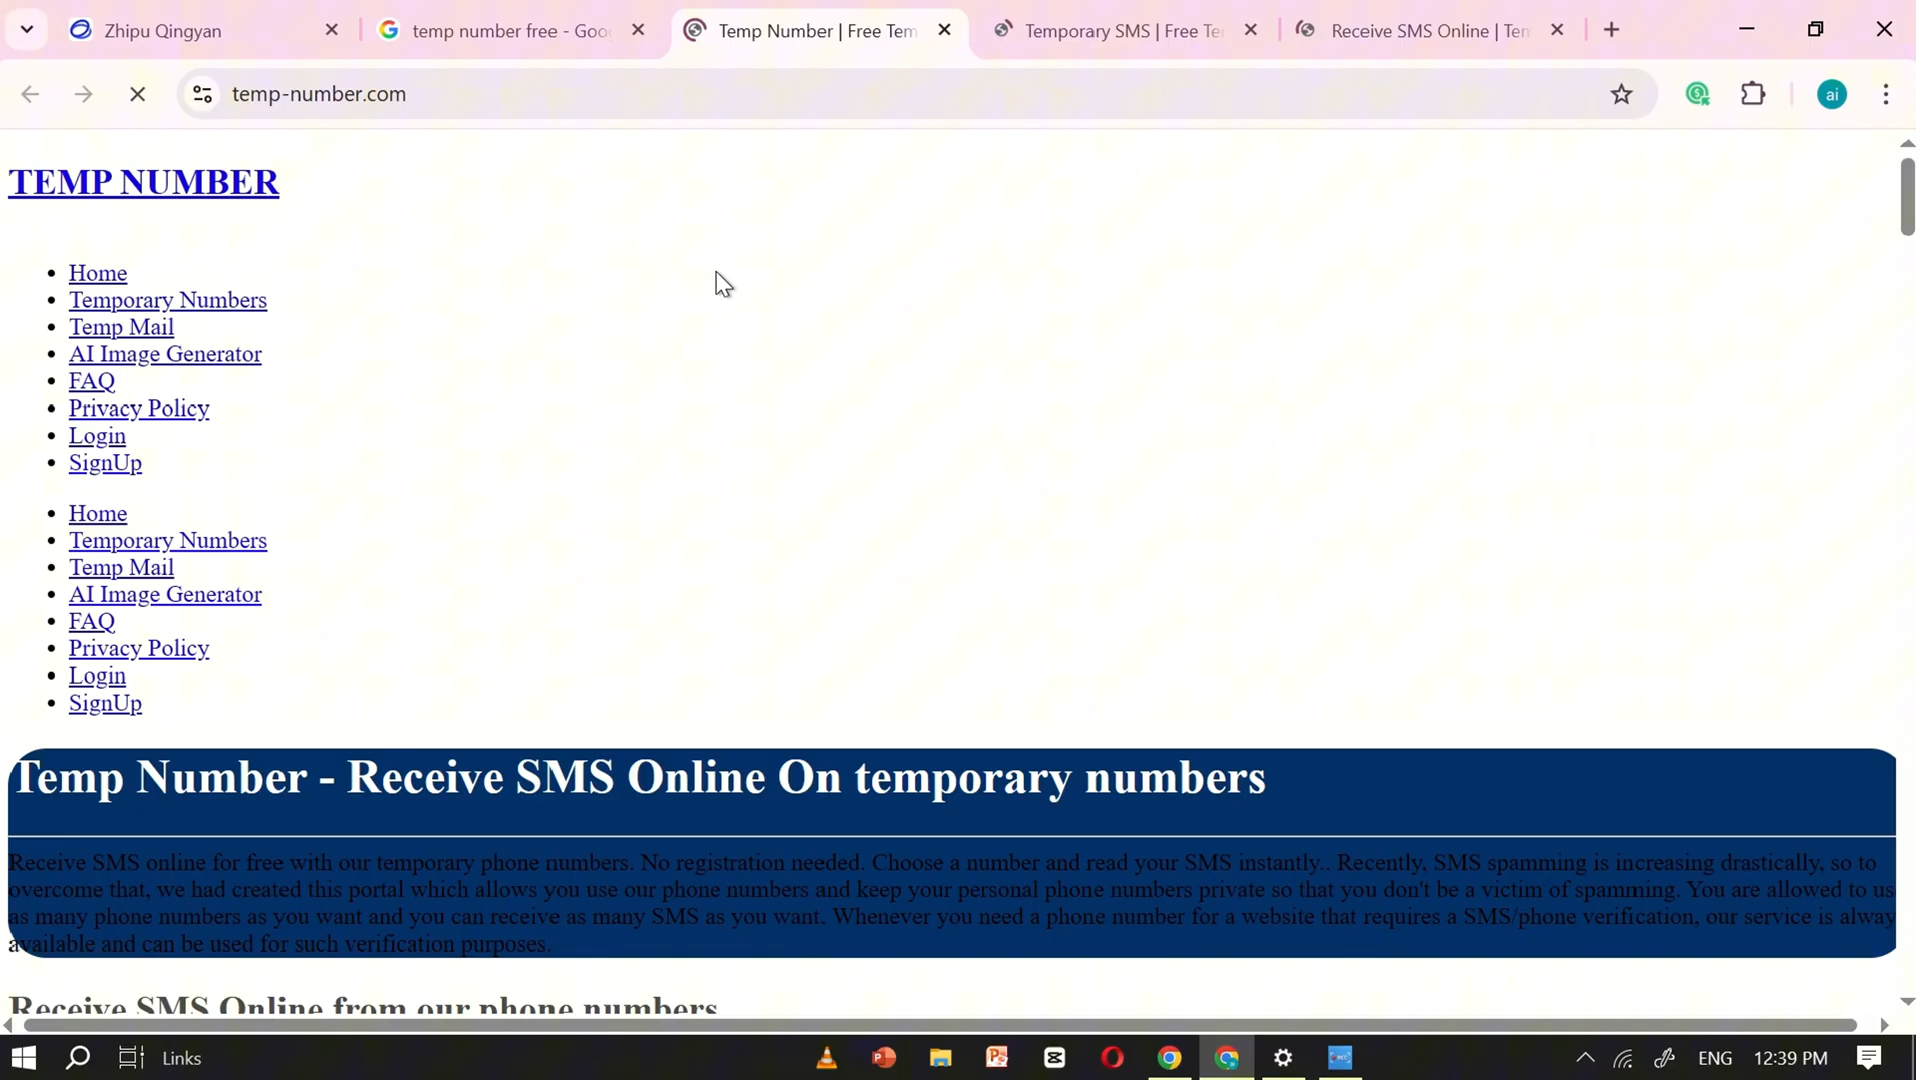 Zhipu Qingyan
temp number free - Goo
Temp Number | Free Tem
Temporary SMS | Free Te
Receive SMS Online | Ten
temp-number.com
ai
TEMP NUMBER
Home
Temporary Numbers
Temp Mail
AI Image Generator
FAQ
Privacy Policy
Login
SignUp
Home
Temporary Numbers
Temp Mail
AI Image Generator
FAQ
Privacy Policy
Login
SignUp
Temp Number - Receive SMS Online On temporary numbers
Receive SMS online for free with our temporary phone numbers. No registration needed. Choose a number and read your SMS instantly.. Recently, SMS spamming is increasing drastically, so to
overcome that, we had created this portal which allows you use our phone numbers and keep your personal phone numbers private so that you don't be a victim of spamming. You are allowed to us
as many phone numbers as you want and you can receive as many SMS as you want. Whenever you need a phone number for a website that requires a SMS/phone verification, our service is alway
available and can be used for such verification purposes.
Receive SMS Online from our phone numbers
Links
ENG
12:39 PM